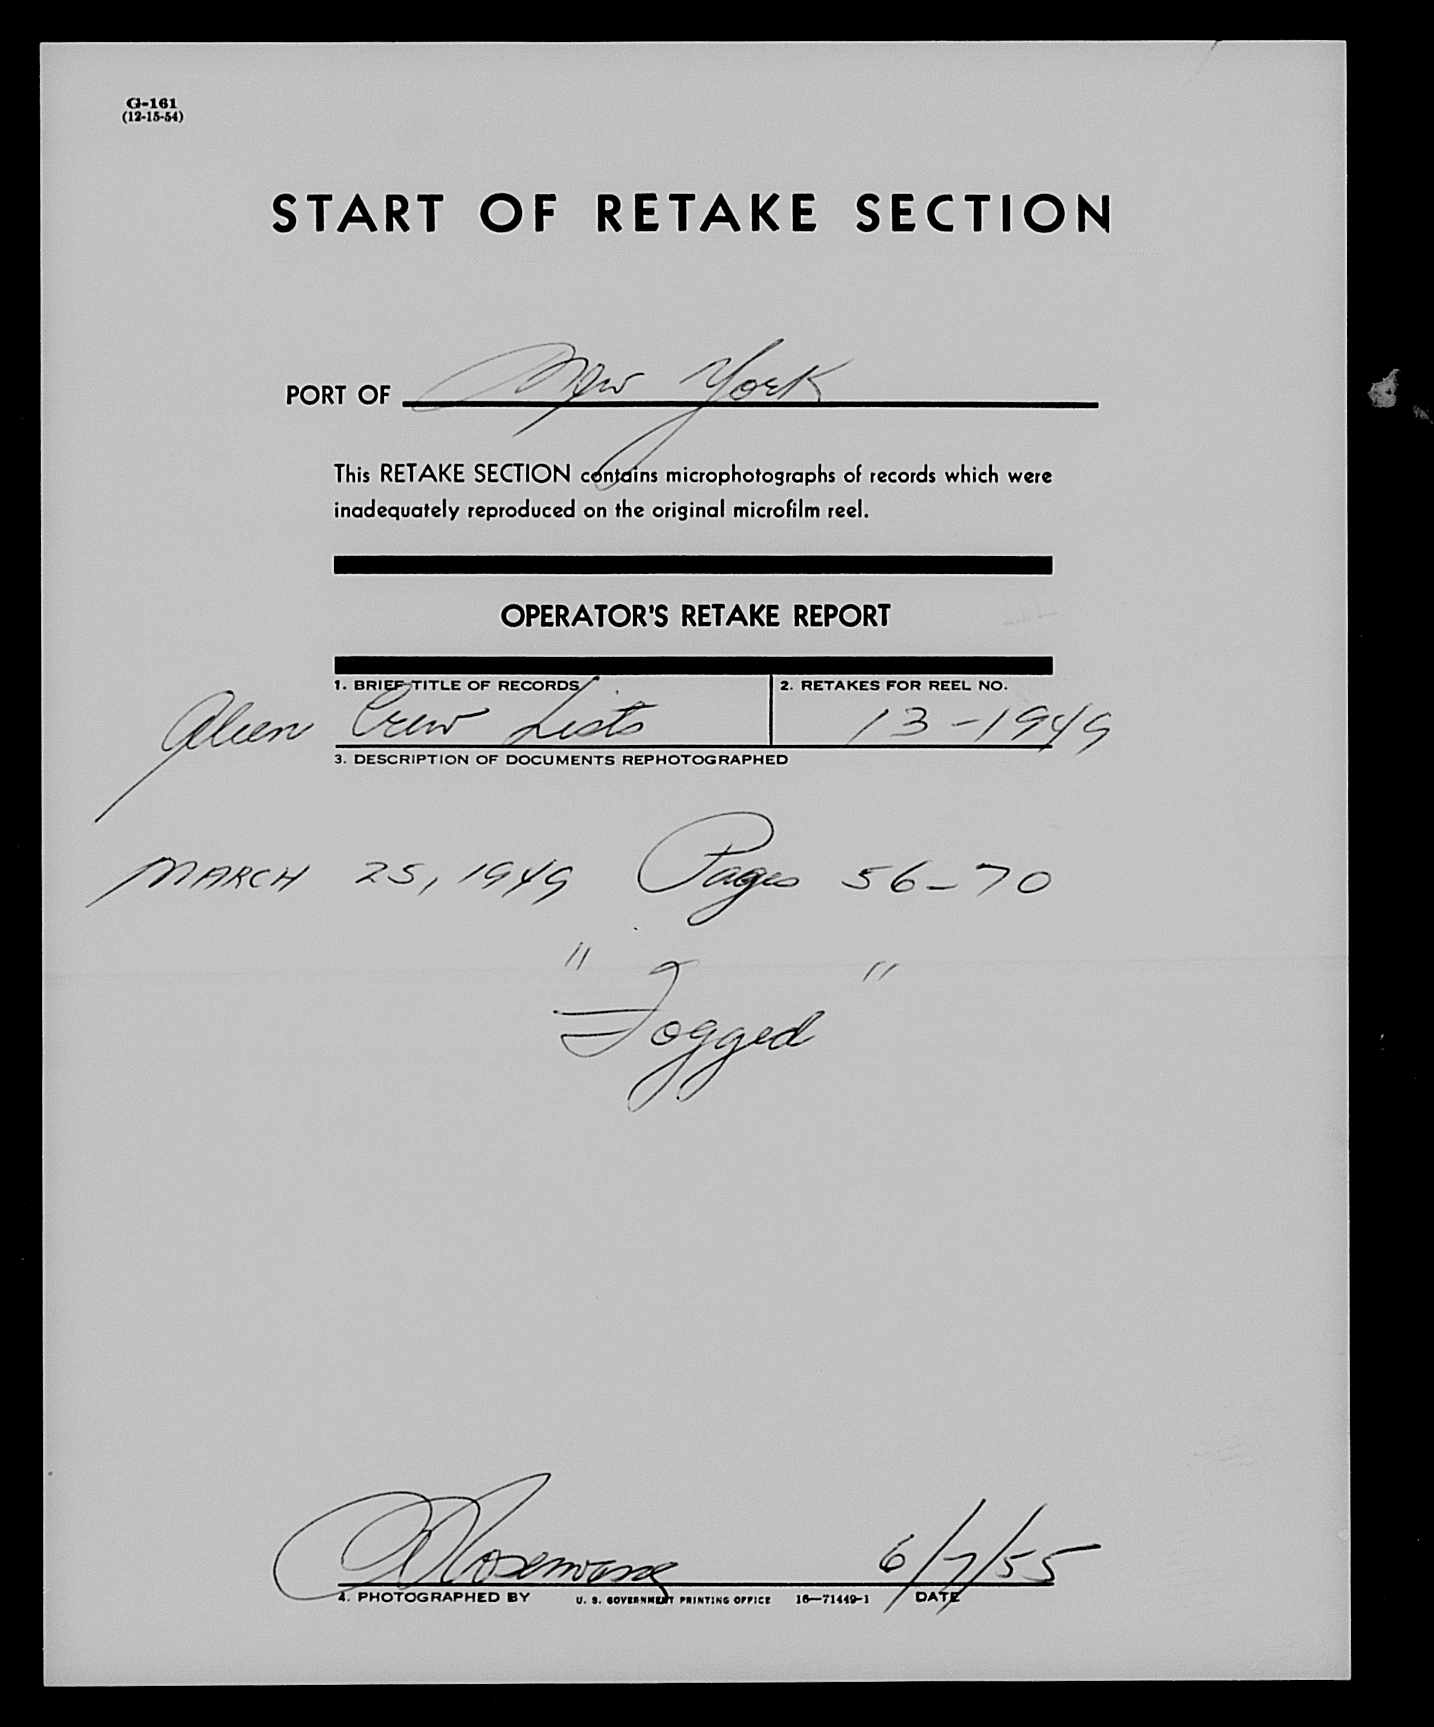 G-161
(12-15-54)
START OF RETAKE SECTION
PORT OF New York
This RETAKE SECTION contains microphotographs of records which were
inadequately reproduced on the original microfilm reel.
OPERATOR'S RETAKE REPORT
1. BRIEF TITLE OF RECORDS 2. RETAKES FOR REEL NO.
Alien Crew Lists 13-1949
3. DESCRIPTION OF DOCUMENTS REPHOTOGRAPHED
MARCH 25, 1949 Pages 56-70
"Fogged"
6/7/55
4. PHOTOGRAPHED BY U. S. GOVERNMENT PRINTING OFFICE 16—71449-1 DATE